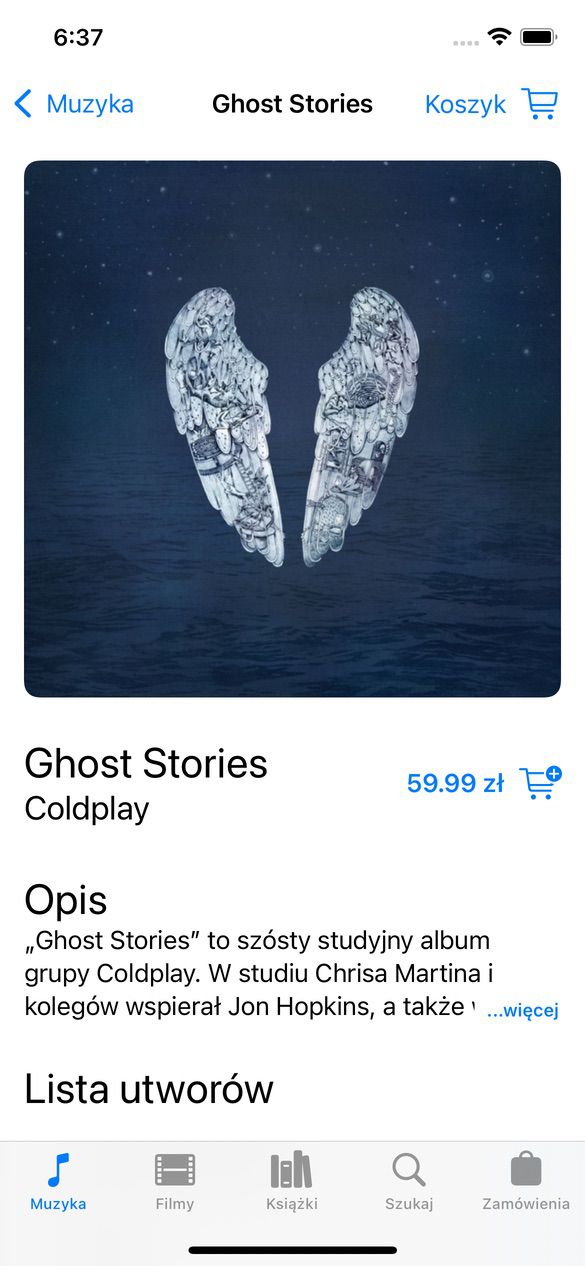 6:37
Muzyka
Ghost Stories
Koszyk
Ghost Stories
Coldplay
59.99 zł
Opis
„Ghost Stories” to szósty studyjny album
grupy Coldplay. W studiu Chrisa Martina i
kolegów wspierał Jon Hopkins, a także
...więcej
Lista utworów
Muzyka
Filmy
Książki
Szukaj
Zamówienia